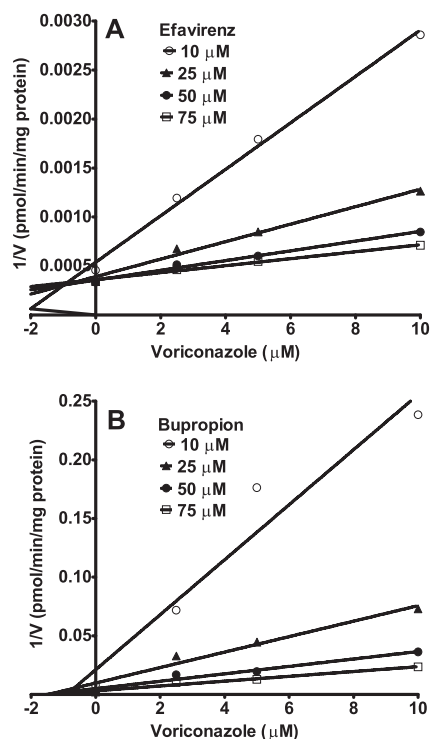 A
Efavirenz
10 μM
25 μM
50 μM
75 μM
1/V (pmol/min/mg protein)
0.0030
0.0025
0.0020
0.0015
0.0010
0.0005
-2 0 2 4 6 8 10
Voriconazole (μM)
B
Bupropion
10 μM
25 μM
50 μM
75 μM
1/V (pmol/min/mg protein)
0.25
0.20
0.15
0.10
0.05
-2 0 2 4 6 8 10
Voriconazole (μM)